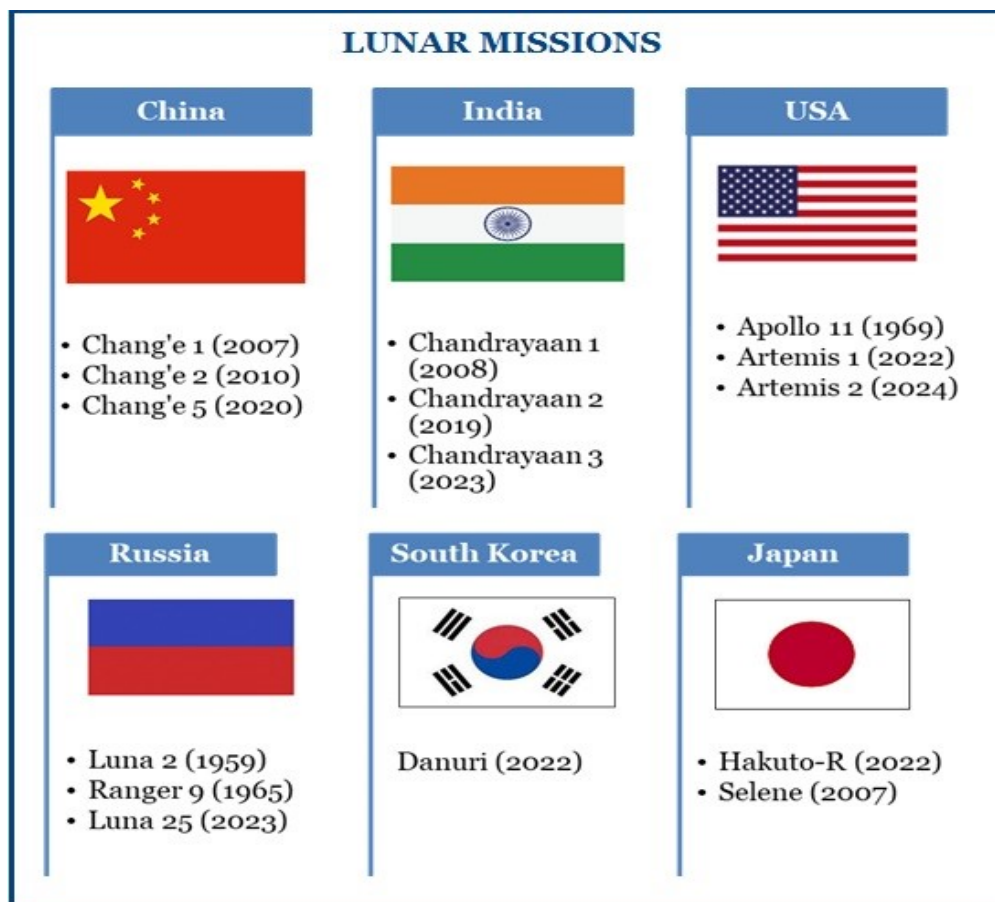 LUNAR MISSIONS
China
• Chang'e 1 (2007)
• Chang'e 2 (2010)
• Chang'e 5 (2020)
India
• Chandrayaan 1
(2008)
• Chandrayaan 2
(2019)
• Chandrayaan 3
(2023)
USA
• Apollo 11 (1969)
• Artemis 1 (2022)
• Artemis 2 (2024)
Russia
• Luna 2 (1959)
• Ranger 9 (1965)
• Luna 25 (2023)
South Korea
Danuri (2022)
Japan
• Hakuto-R (2022)
• Selene (2007)